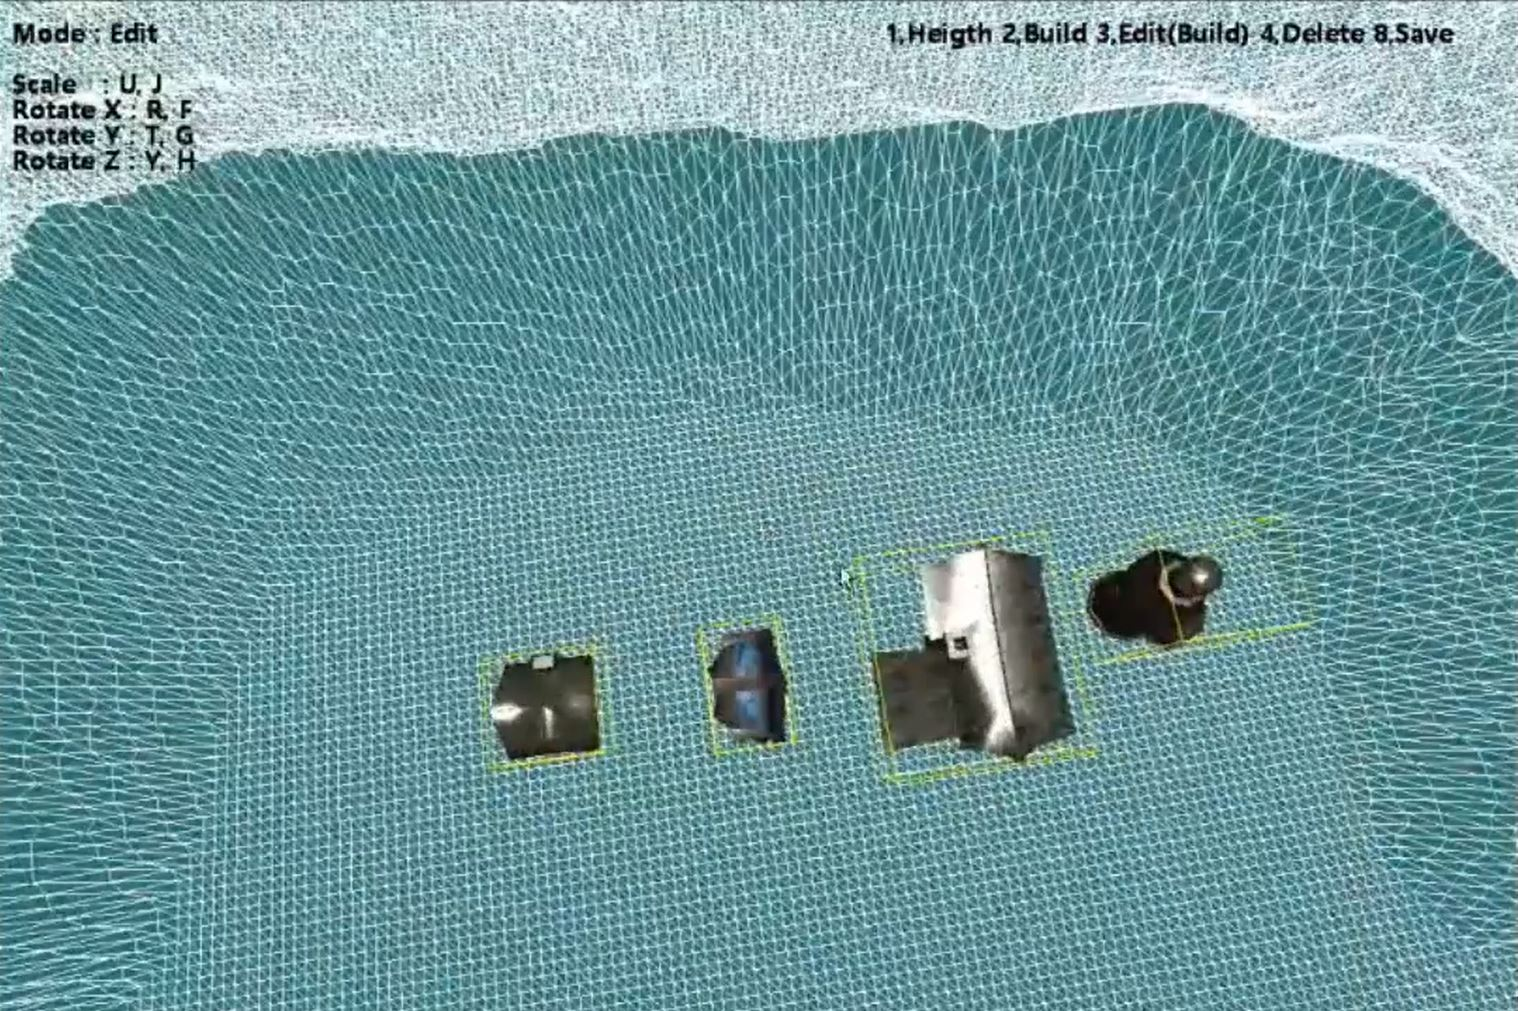 Mode : Edit
1,Heigth 2,Build 3,Edit(Build) 4,Delete 8,Save
Scale : U, J
Rotate X : R, F
Rotate Y : T, G
Rotate Z : Y, H